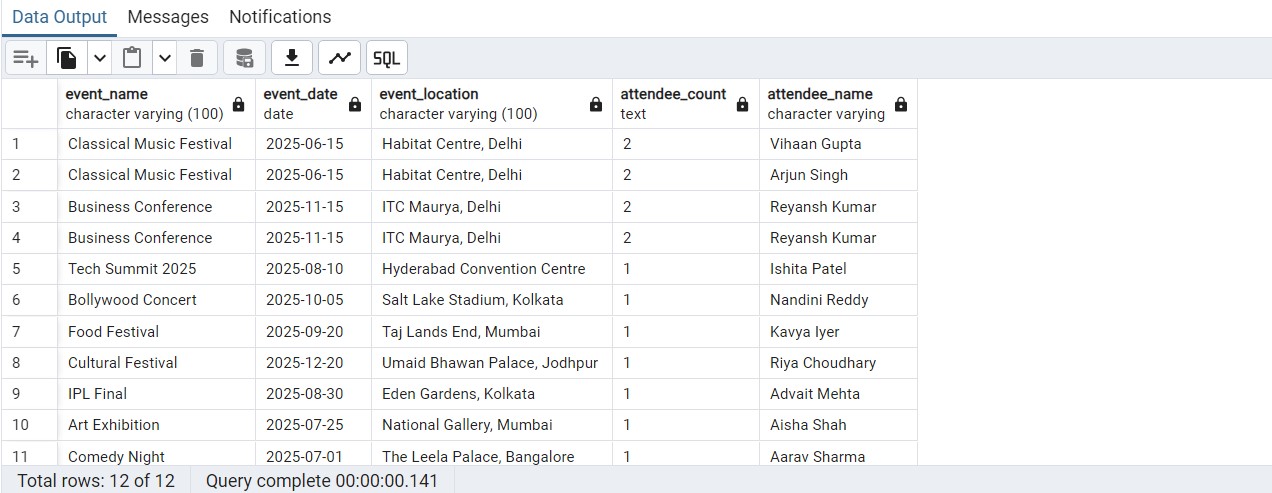 Data Output Messages Notifications
SQL
event_name event_date event_location attendee_count attendee_name
character varying (100) date character varying (100) text character varying
1 Classical Music Festival 2025-06-15 Habitat Centre, Delhi 2 Vihaan Gupta
2 Classical Music Festival 2025-06-15 Habitat Centre, Delhi 2 Arjun Singh
3 Business Conference 2025-11-15 ITC Maurya, Delhi 2 Reyansh Kumar
4 Business Conference 2025-11-15 ITC Maurya, Delhi 2 Reyansh Kumar
5 Tech Summit 2025 2025-08-10 Hyderabad Convention Centre 1 Ishita Patel
6 Bollywood Concert 2025-10-05 Salt Lake Stadium, Kolkata 1 Nandini Reddy
7 Food Festival 2025-09-20 Taj Lands End, Mumbai 1 Kavya Iyer
8 Cultural Festival 2025-12-20 Umaid Bhawan Palace, Jodhpur 1 Riya Choudhary
9 IPL Final 2025-08-30 Eden Gardens, Kolkata 1 Advait Mehta
10 Art Exhibition 2025-07-25 National Gallery, Mumbai 1 Aisha Shah
11 Comedy Night 2025-07-01 The Leela Palace, Bangalore 1 Aarav Sharma
Total rows: 12 of 12 Query complete 00:00:00.141